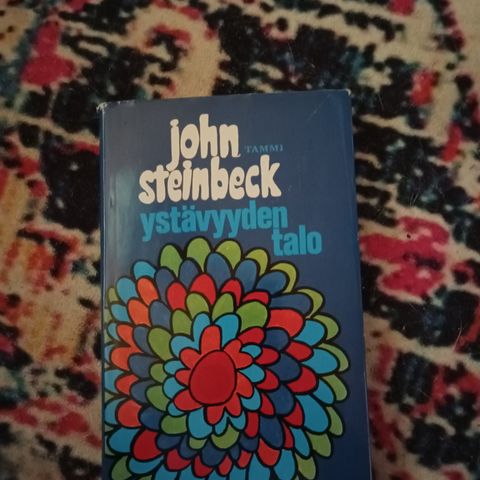 john
TAMMI
steinbeck
ystävyyden
talo